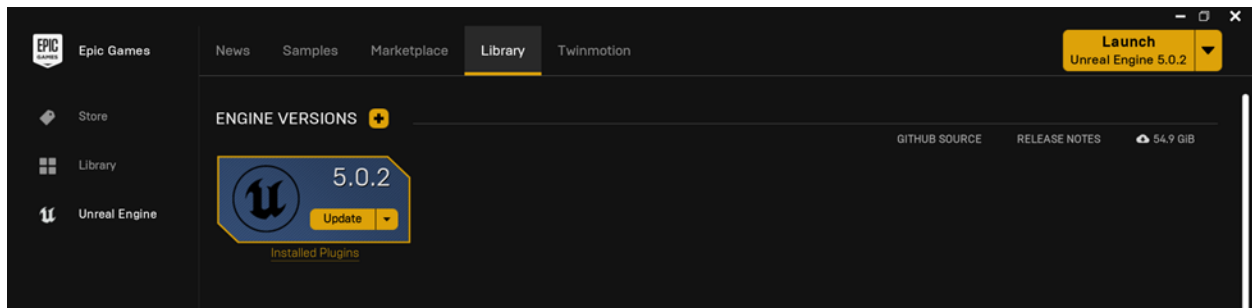 EPIC GAMES
Epic Games
News Samples Marketplace Library Twinmotion
Launch
Unreal Engine 5.0.2
Store
Library
Unreal Engine
ENGINE VERSIONS
GITHUB SOURCE RELEASE NOTES 54.9 GiB
5.0.2
Update
Installed Plugins